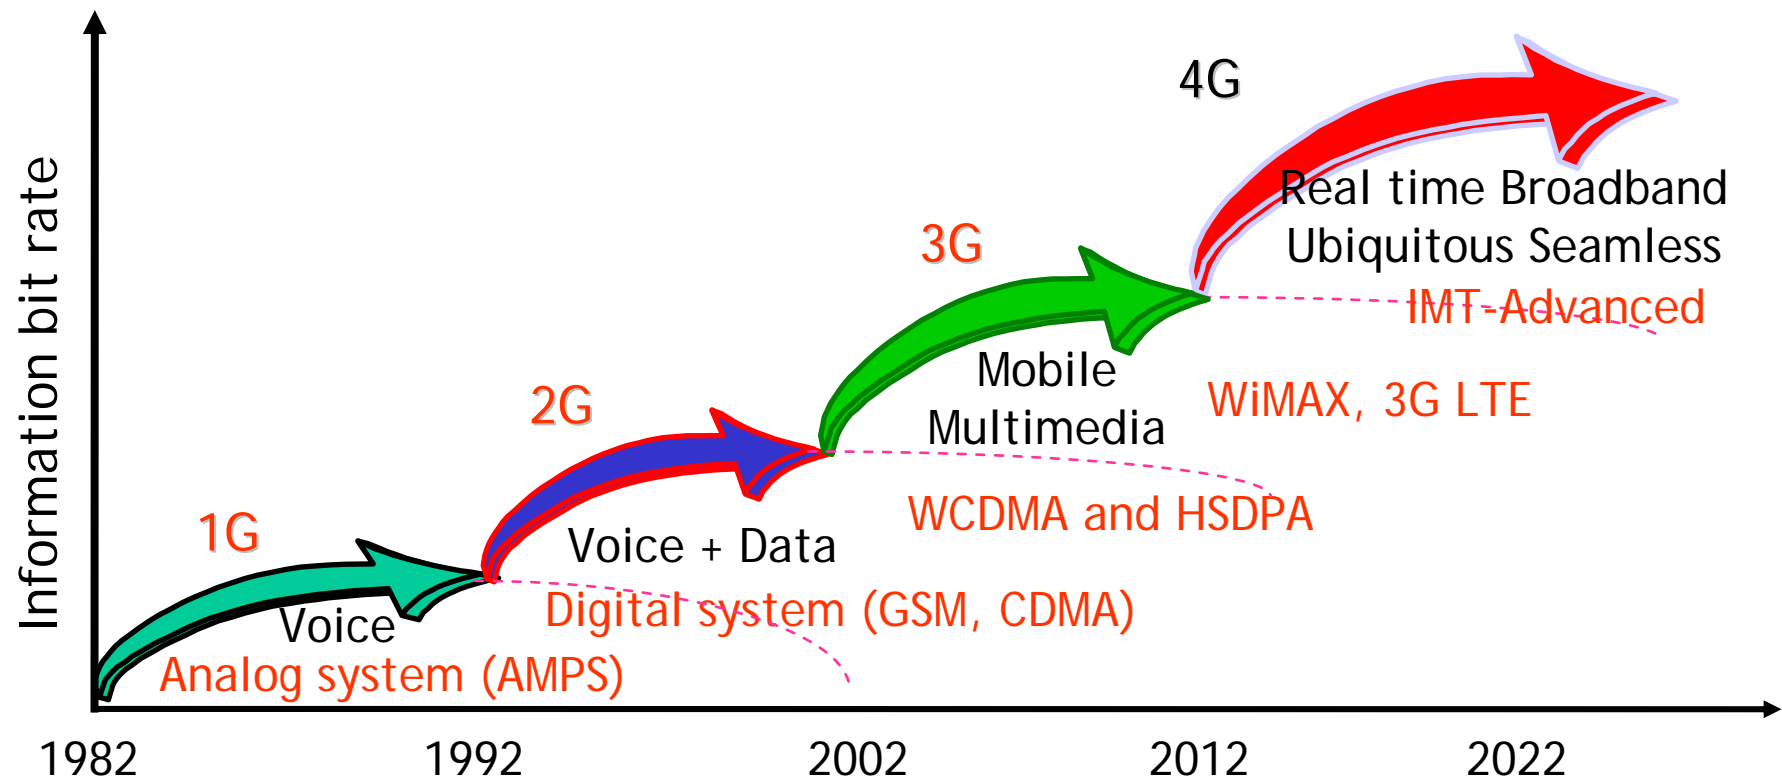 4G
Real time Broadband
Ubiquitous Seamless
IMT-Advanced
3G
Mobile
Multimedia
WiMAX, 3G LTE
2G
WCDMA and HSDPA
Voice + Data
Digital system (GSM, CDMA)
1G
Voice
Analog system (AMPS)
Information bit rate
1982 1992 2002 2012 2022